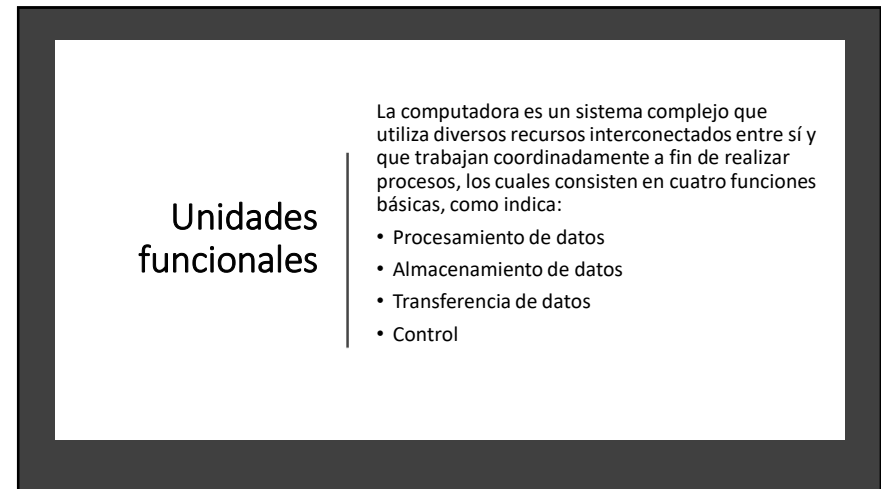 Unidades
funcionales
La computadora es un sistema complejo que
utiliza diversos recursos interconectados entre sí y
que trabajan coordinadamente a fin de realizar
procesos, los cuales consisten en cuatro funciones
básicas, como indica:
• Procesamiento de datos
• Almacenamiento de datos
• Transferencia de datos
• Control